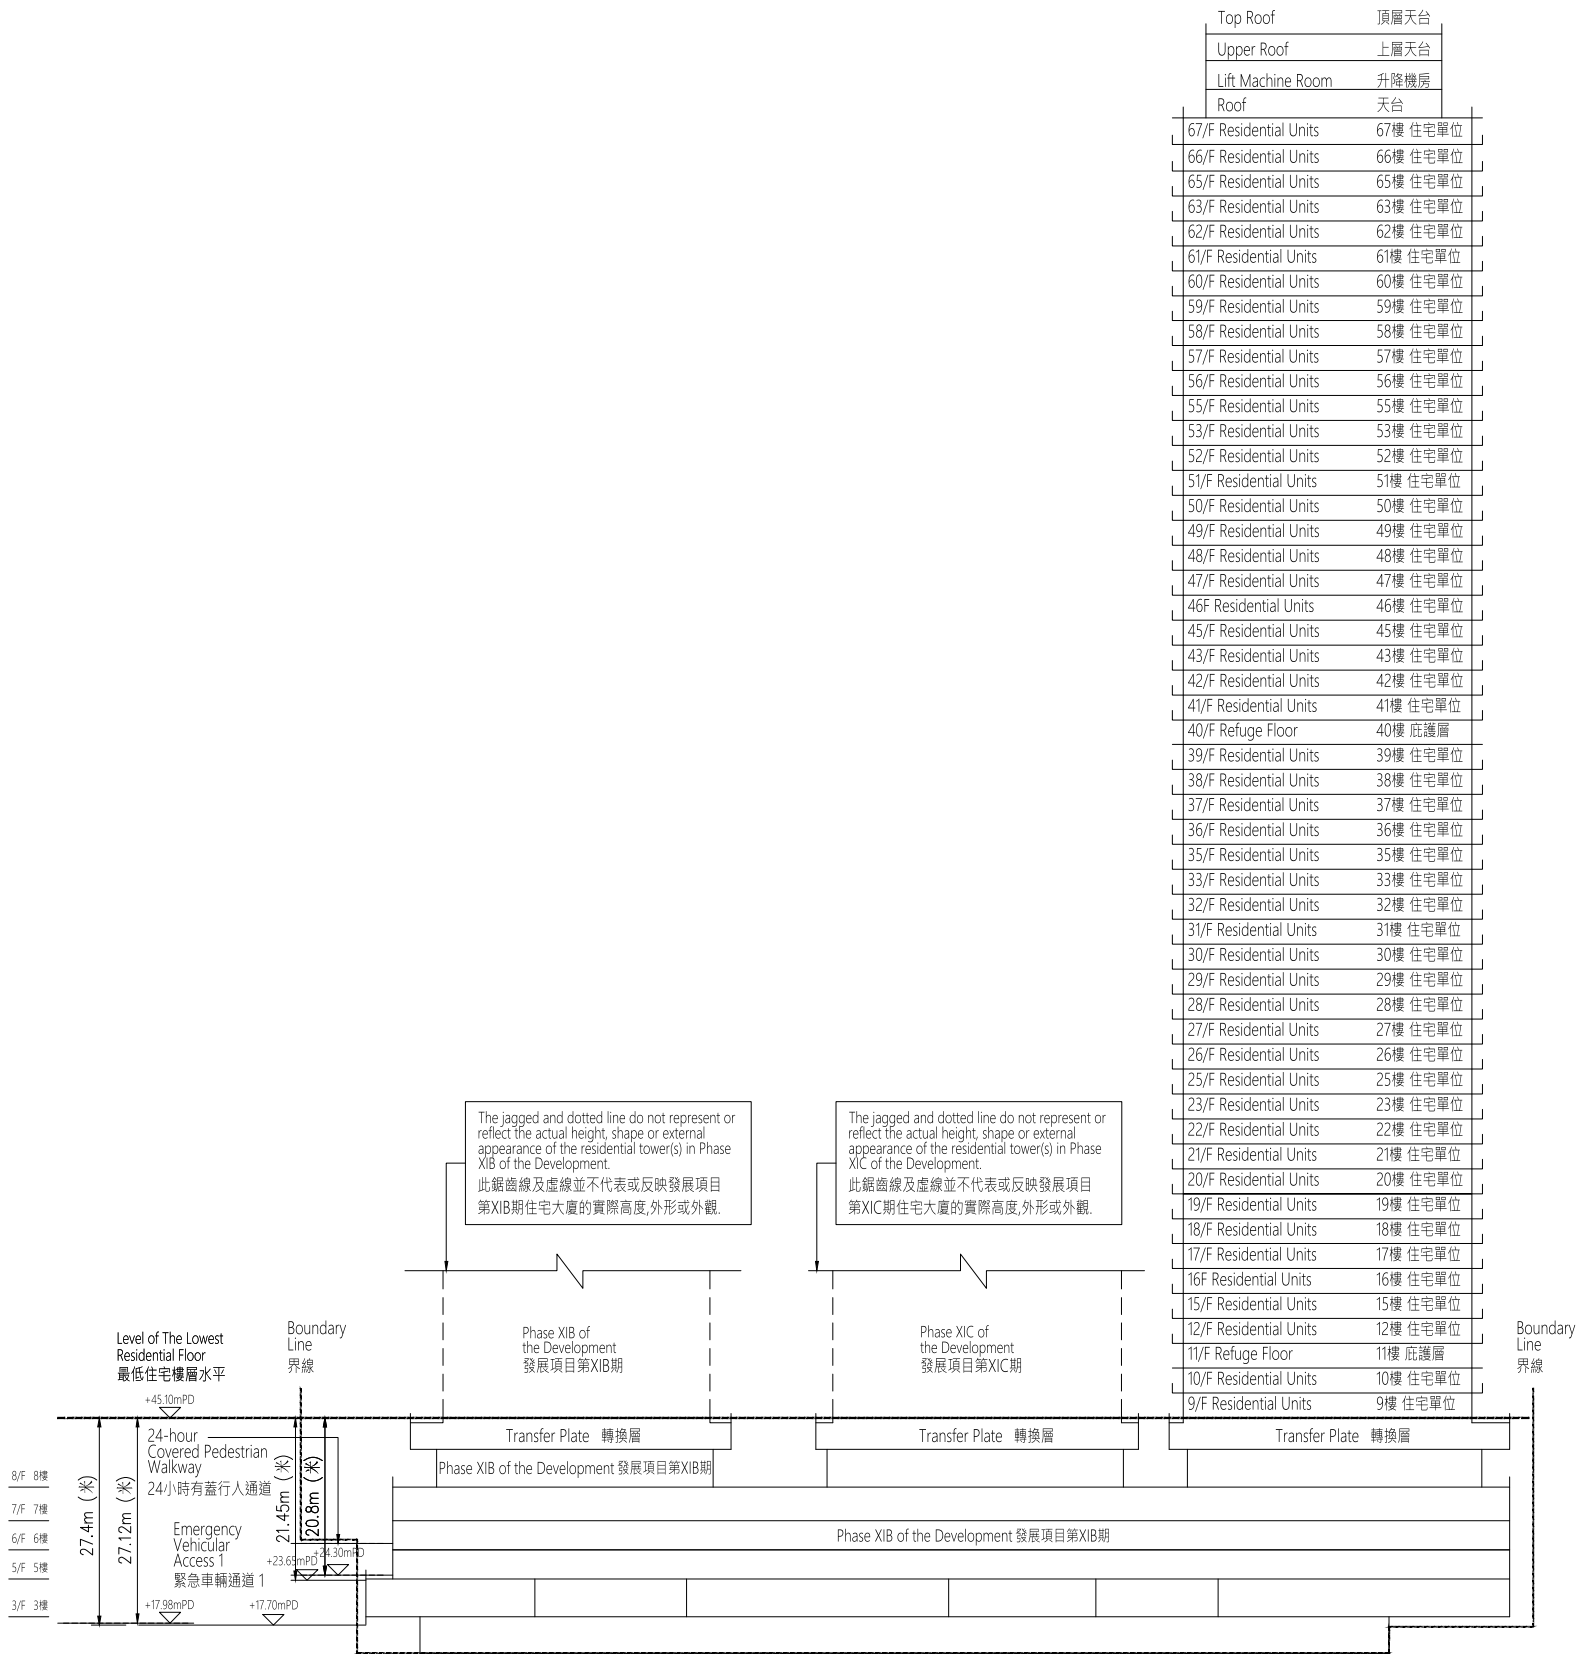 Top Roof 頂層天台
Upper Roof 上層天台
Lift Machine Room 升降機房
Roof 天台
67/F Residential Units 67樓 住宅單位
66/F Residential Units 66樓 住宅單位
65/F Residential Units 65樓 住宅單位
63/F Residential Units 63樓 住宅單位
62/F Residential Units 62樓 住宅單位
61/F Residential Units 61樓 住宅單位
60/F Residential Units 60樓 住宅單位
59/F Residential Units 59樓 住宅單位
58/F Residential Units 58樓 住宅單位
57/F Residential Units 57樓 住宅單位
56/F Residential Units 56樓 住宅單位
55/F Residential Units 55樓 住宅單位
53/F Residential Units 53樓 住宅單位
52/F Residential Units 52樓 住宅單位
51/F Residential Units 51樓 住宅單位
50/F Residential Units 50樓 住宅單位
49/F Residential Units 49樓 住宅單位
48/F Residential Units 48樓 住宅單位
47/F Residential Units 47樓 住宅單位
46F Residential Units 46樓 住宅單位
45/F Residential Units 45樓 住宅單位
43/F Residential Units 43樓 住宅單位
42/F Residential Units 42樓 住宅單位
41/F Residential Units 41樓 住宅單位
40/F Refuge Floor 40樓 庇護層
39/F Residential Units 39樓 住宅單位
38/F Residential Units 38樓 住宅單位
37/F Residential Units 37樓 住宅單位
36/F Residential Units 36樓 住宅單位
35/F Residential Units 35樓 住宅單位
33/F Residential Units 33樓 住宅單位
32/F Residential Units 32樓 住宅單位
31/F Residential Units 31樓 住宅單位
30/F Residential Units 30樓 住宅單位
29/F Residential Units 29樓 住宅單位
28/F Residential Units 28樓 住宅單位
27/F Residential Units 27樓 住宅單位
26/F Residential Units 26樓 住宅單位
25/F Residential Units 25樓 住宅單位
23/F Residential Units 23樓 住宅單位
22/F Residential Units 22樓 住宅單位
21/F Residential Units 21樓 住宅單位
20/F Residential Units 20樓 住宅單位
19/F Residential Units 19樓 住宅單位
18/F Residential Units 18樓 住宅單位
17/F Residential Units 17樓 住宅單位
16F Residential Units 16樓 住宅單位
15/F Residential Units 15樓 住宅單位
12/F Residential Units 12樓 住宅單位
11/F Refuge Floor 11樓 庇護層
10/F Residential Units 10樓 住宅單位
9/F Residential Units 9樓 住宅單位
The jagged and dotted line do not represent or
reflect the actual height, shape or external
appearance of the residential tower(s) in Phase
XIB of the Development.
此鋸齒線及虛線並不代表或反映發展項目
第XIB期住宅大廈的實際高度,外形或外觀.
The jagged and dotted line do not represent or
reflect the actual height, shape or external
appearance of the residential tower(s) in Phase
XIC of the Development.
此鋸齒線及虛線並不代表或反映發展項目
第XIC期住宅大廈的實際高度,外形或外觀.
Level of The Lowest
Residential Floor
最低住宅樓層水平
+45.10mPD
Boundary
Line
界線
Phase XIB of
the Development
發展項目第XIB期
Phase XIC of
the Development
發展項目第XIC期
Boundary
Line
界線
Transfer Plate 轉換層
Transfer Plate 轉換層
Transfer Plate 轉換層
Phase XIB of the Development 發展項目第XIB期
Phase XIB of the Development 發展項目第XIB期
24-hour
Covered Pedestrian
Walkway
24小時有蓋行人通道
Emergency
Vehicular
Access 1
緊急車輛通道 1
8/F 8樓
7/F 7樓
6/F 6樓
5/F 5樓
3/F 3樓
27.4m (米)
27.12m (米)
21.45m (米)
20.8m (米)
+23.65mPD
+24.30mPD
+17.98mPD
+17.70mPD